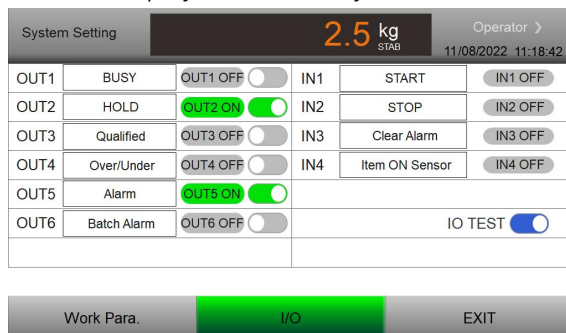 System Setting 2.5 kg STAB Operator
11/08/2022 11:18:42
OUT1 BUSY OUT1 OFF IN1 START IN1 OFF
OUT2 HOLD OUT2 ON IN2 STOP IN2 OFF
OUT3 Qualified OUT3 OFF IN3 Clear Alarm IN3 OFF
OUT4 Over/Under OUT4 OFF IN4 Item ON Sensor IN4 OFF
OUT5 Alarm OUT5 ON
OUT6 Batch Alarm OUT6 OFF IO TEST
Work Para. I/O EXIT